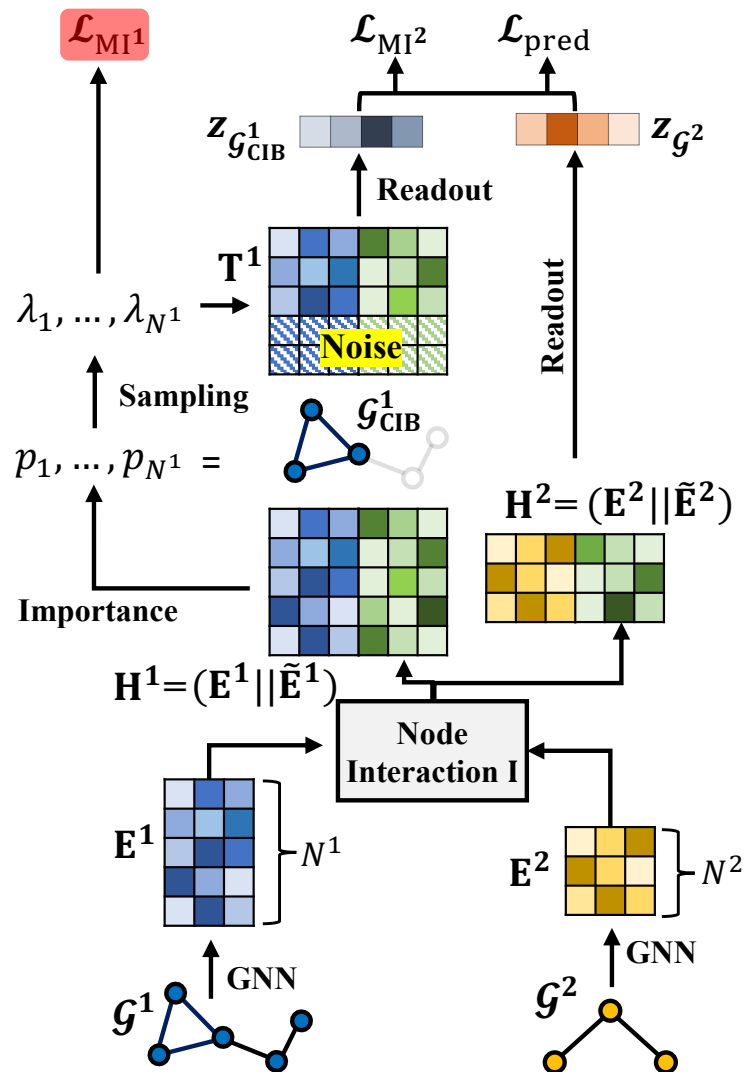 𝓛_MI¹ 𝓛_MI² 𝓛_pred
z_𝒢¹_CIB z_𝒢²
Readout
T¹
λ₁, …, λ_N¹
Noise
Readout
Sampling
𝒢¹_CIB
p₁, …, p_N¹ =
H² = (E² || Ẽ²)
Importance
H¹ = (E¹ || Ẽ¹)
Node
Interaction I
E¹ N¹
E² N²
GNN GNN
𝒢¹ 𝒢²